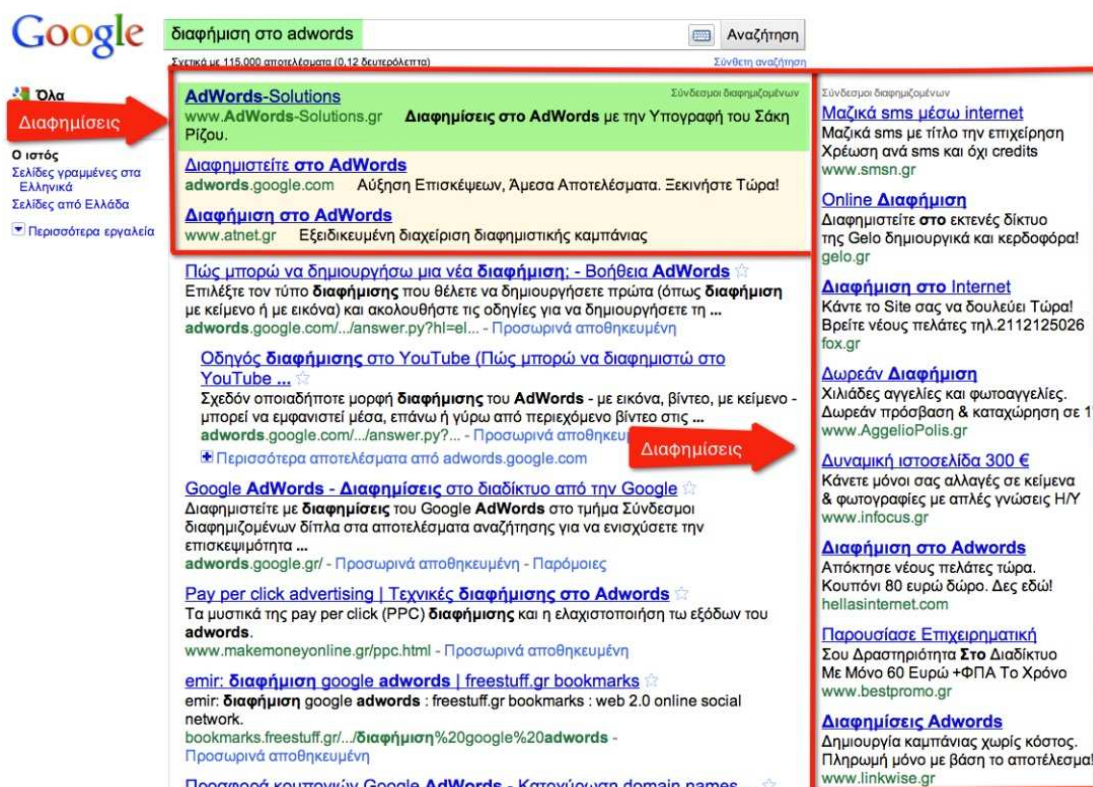 Google
διαφήμιση στο adwords
Αναζήτηση
Σχετικά με 115.000 αποτελέσματα (0,12 δευτερόλεπτα)
Σύνθετη αναζήτηση
Όλα
Διαφημίσεις
Ο ιστός
Σελίδες γραμμένες στα
Ελληνικά
Σελίδες από Ελλάδα
Περισσότερα εργαλεία
AdWords-Solutions
Σύνδεσμοι διαφημιζομένων
www.AdWords-Solutions.gr Διαφημίσεις στο AdWords με την Υπογραφή του Σάκη
Ρίζου.
Διαφημιστείτε στο AdWords
adwords.google.com Αύξηση Επισκέψεων, Άμεσα Αποτελέσματα. Ξεκινήστε Τώρα!
Διαφήμιση στο AdWords
www.atnet.gr Εξειδικευμένη διαχείριση διαφημιστικής καμπάνιας
Πώς μπορώ να δημιουργήσω μια νέα διαφήμιση; - Βοήθεια AdWords
Επιλέξτε τον τύπο διαφήμισης που θέλετε να δημιουργήσετε πρώτα (όπως διαφήμιση
με κείμενο ή με εικόνα) και ακολουθήστε τις οδηγίες για να δημιουργήσετε τη ...
adwords.google.com/.../answer.py?hl=el... - Προσωρινά αποθηκευμένη
Οδηγός διαφήμισης στο YouTube (Πώς μπορώ να διαφημιστώ στο
YouTube ...
Σχεδόν οποιαδήποτε μορφή διαφήμισης του AdWords - με εικόνα, βίντεο, με κείμενο -
μπορεί να εμφανιστεί μέσα, επάνω ή γύρω από περιεχόμενο βίντεο στις ...
adwords.google.com/.../answer.py?... - Προσωρινά αποθηκευ
Περισσότερα αποτελέσματα από adwords.google.com
Διαφημίσεις
Google AdWords - Διαφημίσεις στο διαδίκτυο από την Google
Διαφημιστείτε με διαφημίσεις του Google AdWords στο τμήμα Σύνδεσμοι
διαφημιζομένων δίπλα στα αποτελέσματα αναζήτησης για να ενισχύσετε την
επισκεψιμότητα ...
adwords.google.gr/ - Προσωρινά αποθηκευμένη - Παρόμοιες
Pay per click advertising | Τεχνικές διαφήμισης στο Adwords
Τα μυστικά της pay per click (PPC) διαφήμισης και η ελαχιστοποίηση τω εξόδων του
adwords.
www.makemoneyonline.gr/ppc.html - Προσωρινά αποθηκευμένη
emir: διαφήμιση google adwords | freestuff.gr bookmarks
emir: διαφήμιση google adwords : freestuff.gr bookmarks : web 2.0 online social
network.
bookmarks.freestuff.gr/.../διαφήμιση%20google%20adwords -
Προσωρινά αποθηκευμένη
Προσφορά κουπονιών Google AdWords - Κατοχύρωση domain names ...
Σύνδεσμοι διαφημιζομένων
Μαζικά sms μέσω internet
Μαζικά sms με τίτλο την επιχείρηση
Χρέωση ανά sms και όχι credits
www.smsn.gr
Online Διαφήμιση
Διαφημιστείτε στο εκτενές δίκτυο
της Gelo δημιουργικά και κερδοφόρα!
gelo.gr
Διαφήμιση στο Internet
Κάντε το Site σας να δουλεύει Τώρα!
Βρείτε νέους πελάτες τηλ.2112125026
fox.gr
Δωρεάν Διαφήμιση
Χιλιάδες αγγελίες και φωτοαγγελίες.
Δωρεάν πρόσβαση & καταχώρηση σε 1
www.AggelioPolis.gr
Δυναμική ιστοσελίδα 300 €
Κάνετε μόνοι σας αλλαγές σε κείμενα
& φωτογραφίες με απλές γνώσεις Η/Υ
www.infocus.gr
Διαφήμιση στο Adwords
Απόκτησε νέους πελάτες τώρα.
Κουπόνι 80 ευρώ δώρο. Δες εδώ!
hellasinternet.com
Παρουσίασε Επιχειρηματική
Σου Δραστηριότητα Στο Διαδίκτυο
Με Μόνο 60 Ευρώ +ΦΠΑ Το Χρόνο
www.bestpromo.gr
Διαφημίσεις Adwords
Δημιουργία καμπάνιας χωρίς κόστος.
Πληρωμή μόνο με βάση το αποτέλεσμα!
www.linkwise.gr